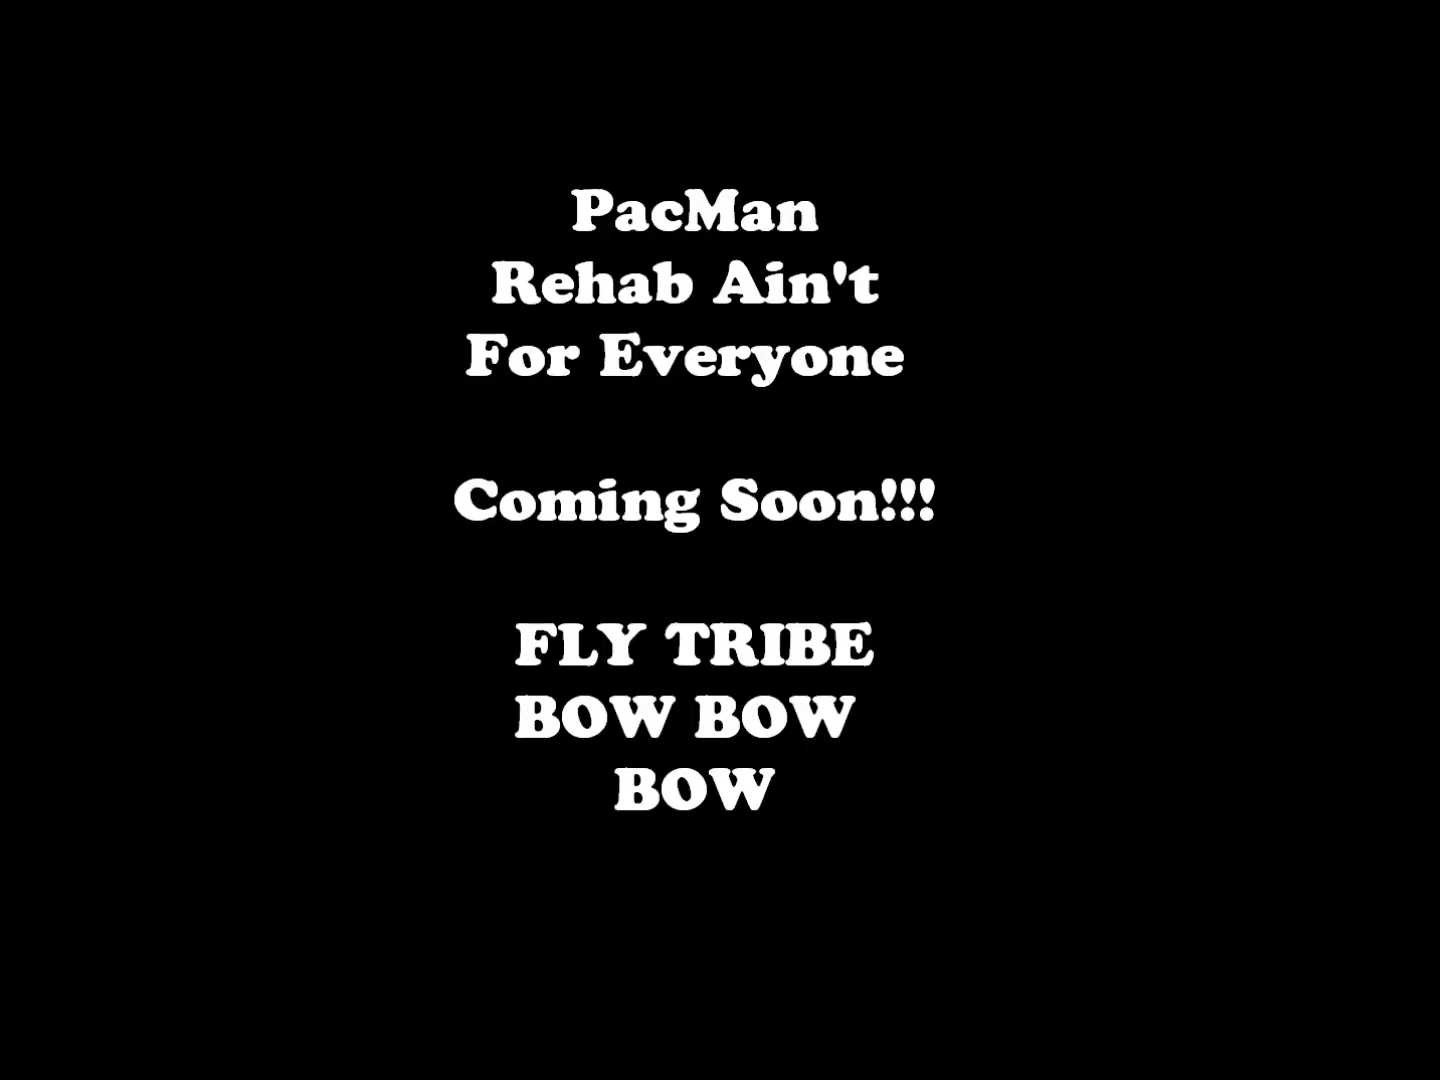 PacMan
Rehab Ain't
For Everyone
Coming Soon!!!
FLY TRIBE
BOW BOW
BOW